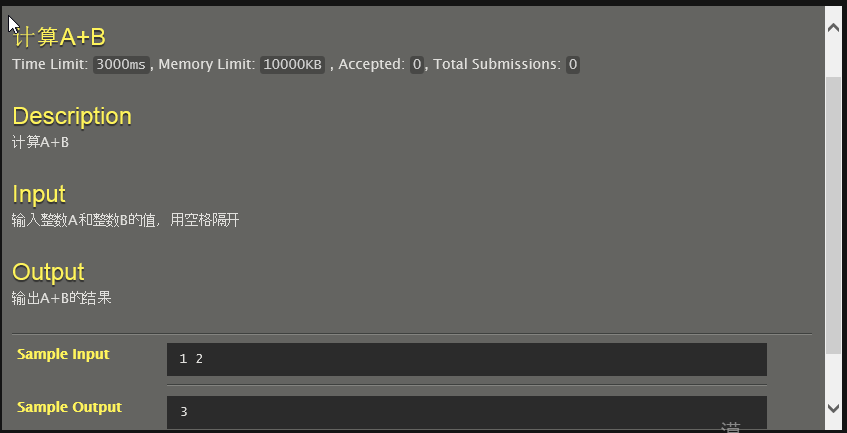 计算A+B
Time Limit: 3000ms, Memory Limit: 10000KB , Accepted: 0, Total Submissions: 0
Description
计算A+B
Input
输入整数A和整数B的值，用空格隔开
Output
输出A+B的结果
Sample Input
1 2
Sample Output
3